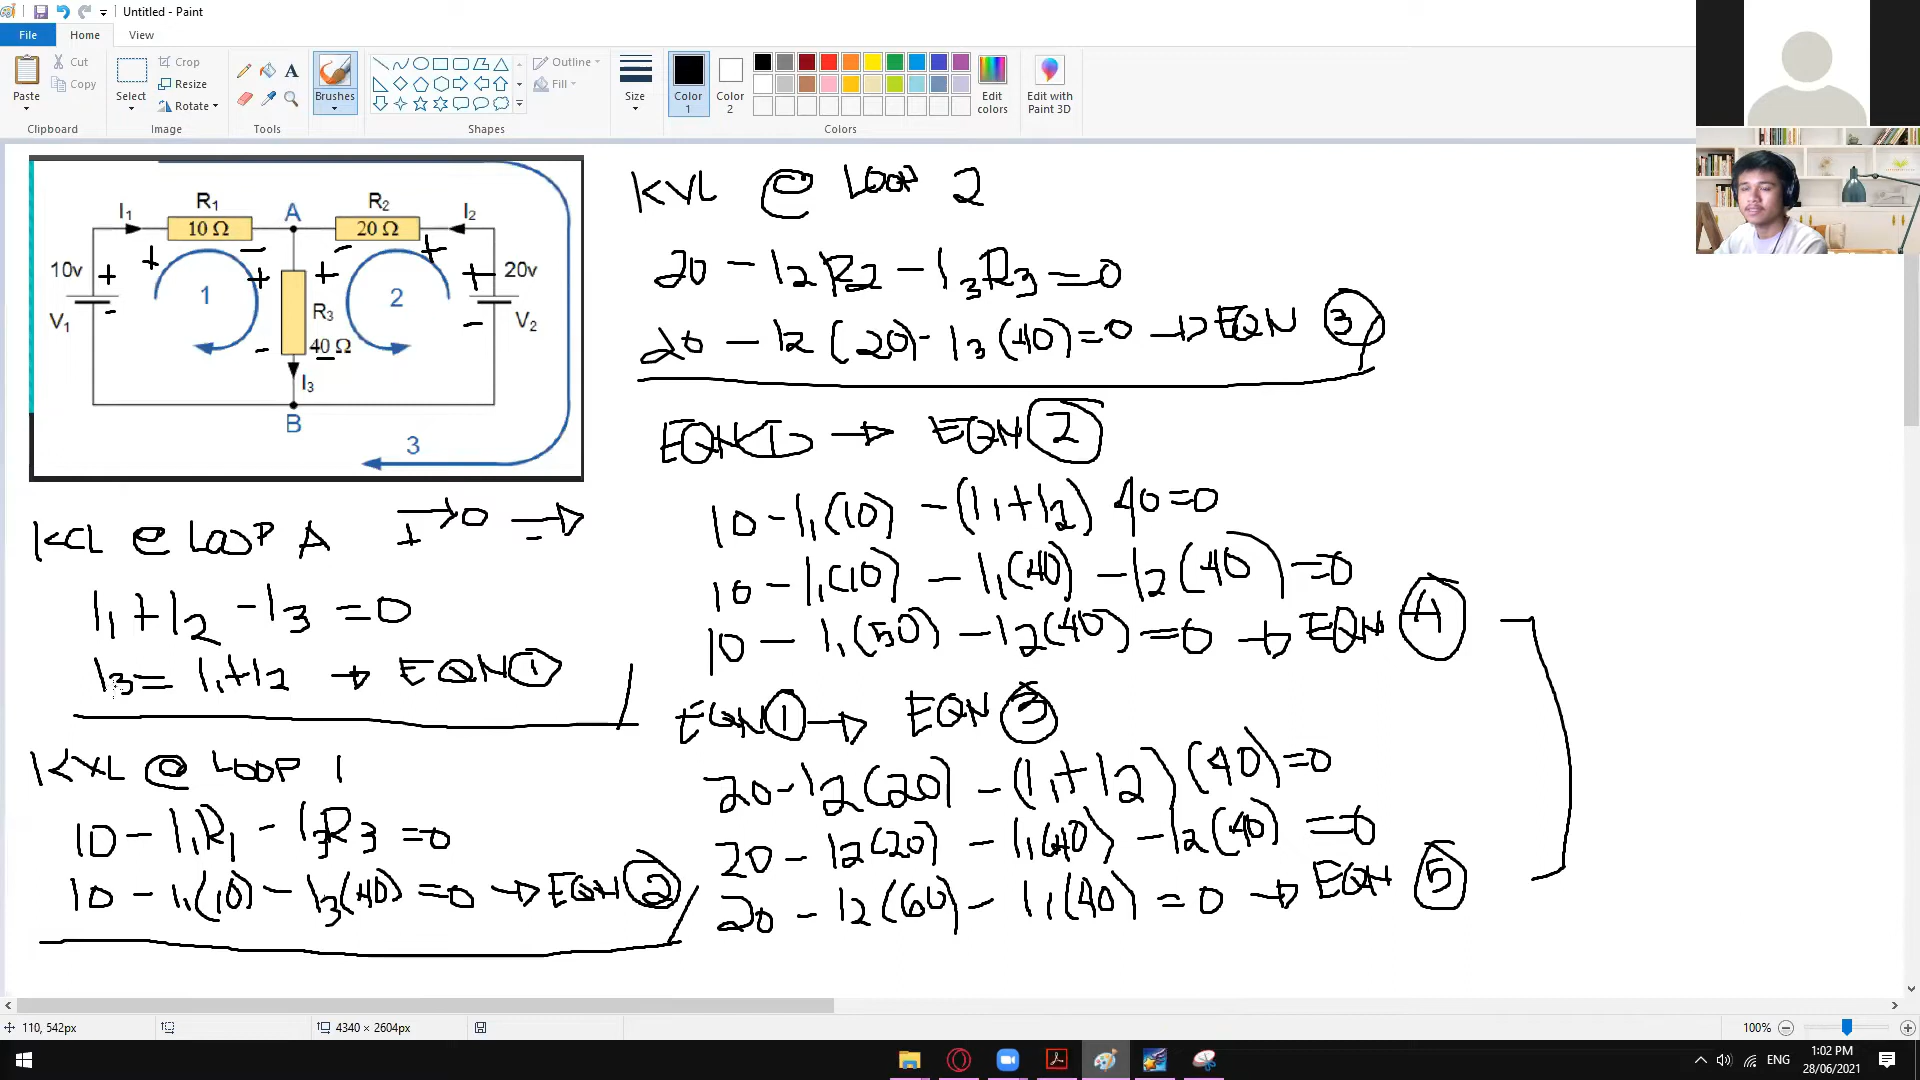 Untitled - Paint
File Home View
Paste
Cut
Copy
Clipboard
Select
Crop
Resize
Rotate
Image
Tools
Brushes
Shapes
Outline
Fill
Size
Color 1
Color 2
Colors
Edit colors
Edit with Paint 3D
I1 R1 A R2 I2
10 Ω 20 Ω
+ - - +
10v + + + + 20v
1 2
V1 - R3 - V2
- 40 Ω -
I3
B
3
KCL @ LOOP A
I1 + I2 - I3 = 0
I3 = I1 + I2 → EQN 1
KVL @ LOOP 1
10 - I1R1 - I3R3 = 0
10 - I1(10) - I3(40) = 0 → EQN 2
KVL @ LOOP 2
20 - I2R2 - I3R3 = 0
20 - I2(20) - I3(40) = 0 → EQN 3
EQN 1 → EQN 2
10 - I1(10) - (I1 + I2) 40 = 0
10 - I1(10) - I1(40) - I2(40) = 0
10 - I1(50) - I2(40) = 0 → EQN 4
EQN 1 → EQN 3
20 - I2(20) - (I1 + I2)(40) = 0
20 - I2(20) - I1(40) - I2(40) = 0
20 - I2(60) - I1(40) = 0 → EQN 5
110, 542px
4340 × 2604px
100%
ENG
1:02 PM
28/06/2021